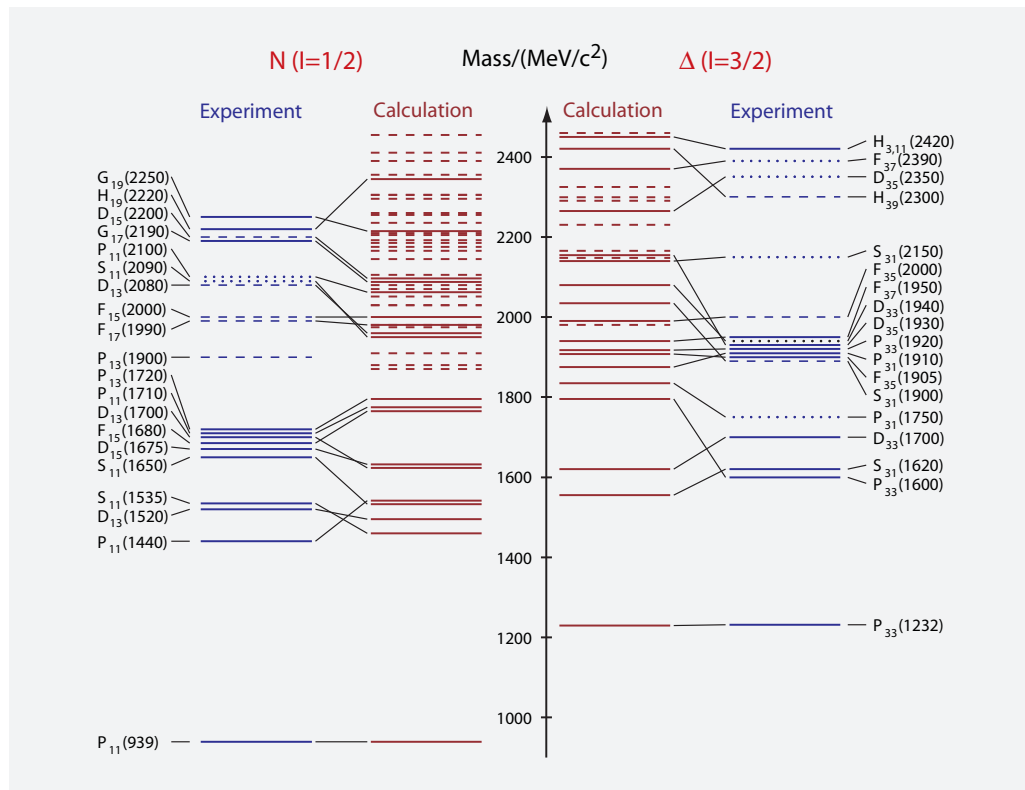 N (I=1/2) Mass/(MeV/c²) Δ (I=3/2)
Experiment Calculation Calculation Experiment
G₁₉(2250)
H₁₉(2220)
D₁₅(2200)
G₁₇(2190)
P₁₁(2100)
S₁₁(2090)
D₁₃(2080)
F₁₅(2000)
F₁₇(1990)
P₁₃(1900)
P₁₃(1720)
P₁₁(1710)
D₁₃(1700)
F₁₅(1680)
D₁₅(1675)
S₁₁(1650)
S₁₁(1535)
D₁₃(1520)
P₁₁(1440)
P₁₁(939)
2400
2200
2000
1800
1600
1400
1200
1000
H₃,₁₁(2420)
F₃₇(2390)
D₃₅(2350)
H₃₉(2300)
S₃₁(2150)
F₃₅(2000)
F₃₇(1950)
D₃₃(1940)
D₃₅(1930)
P₃₃(1920)
P₃₁(1910)
F₃₅(1905)
S₃₁(1900)
P₃₁(1750)
D₃₃(1700)
S₃₁(1620)
P₃₃(1600)
P₃₃(1232)